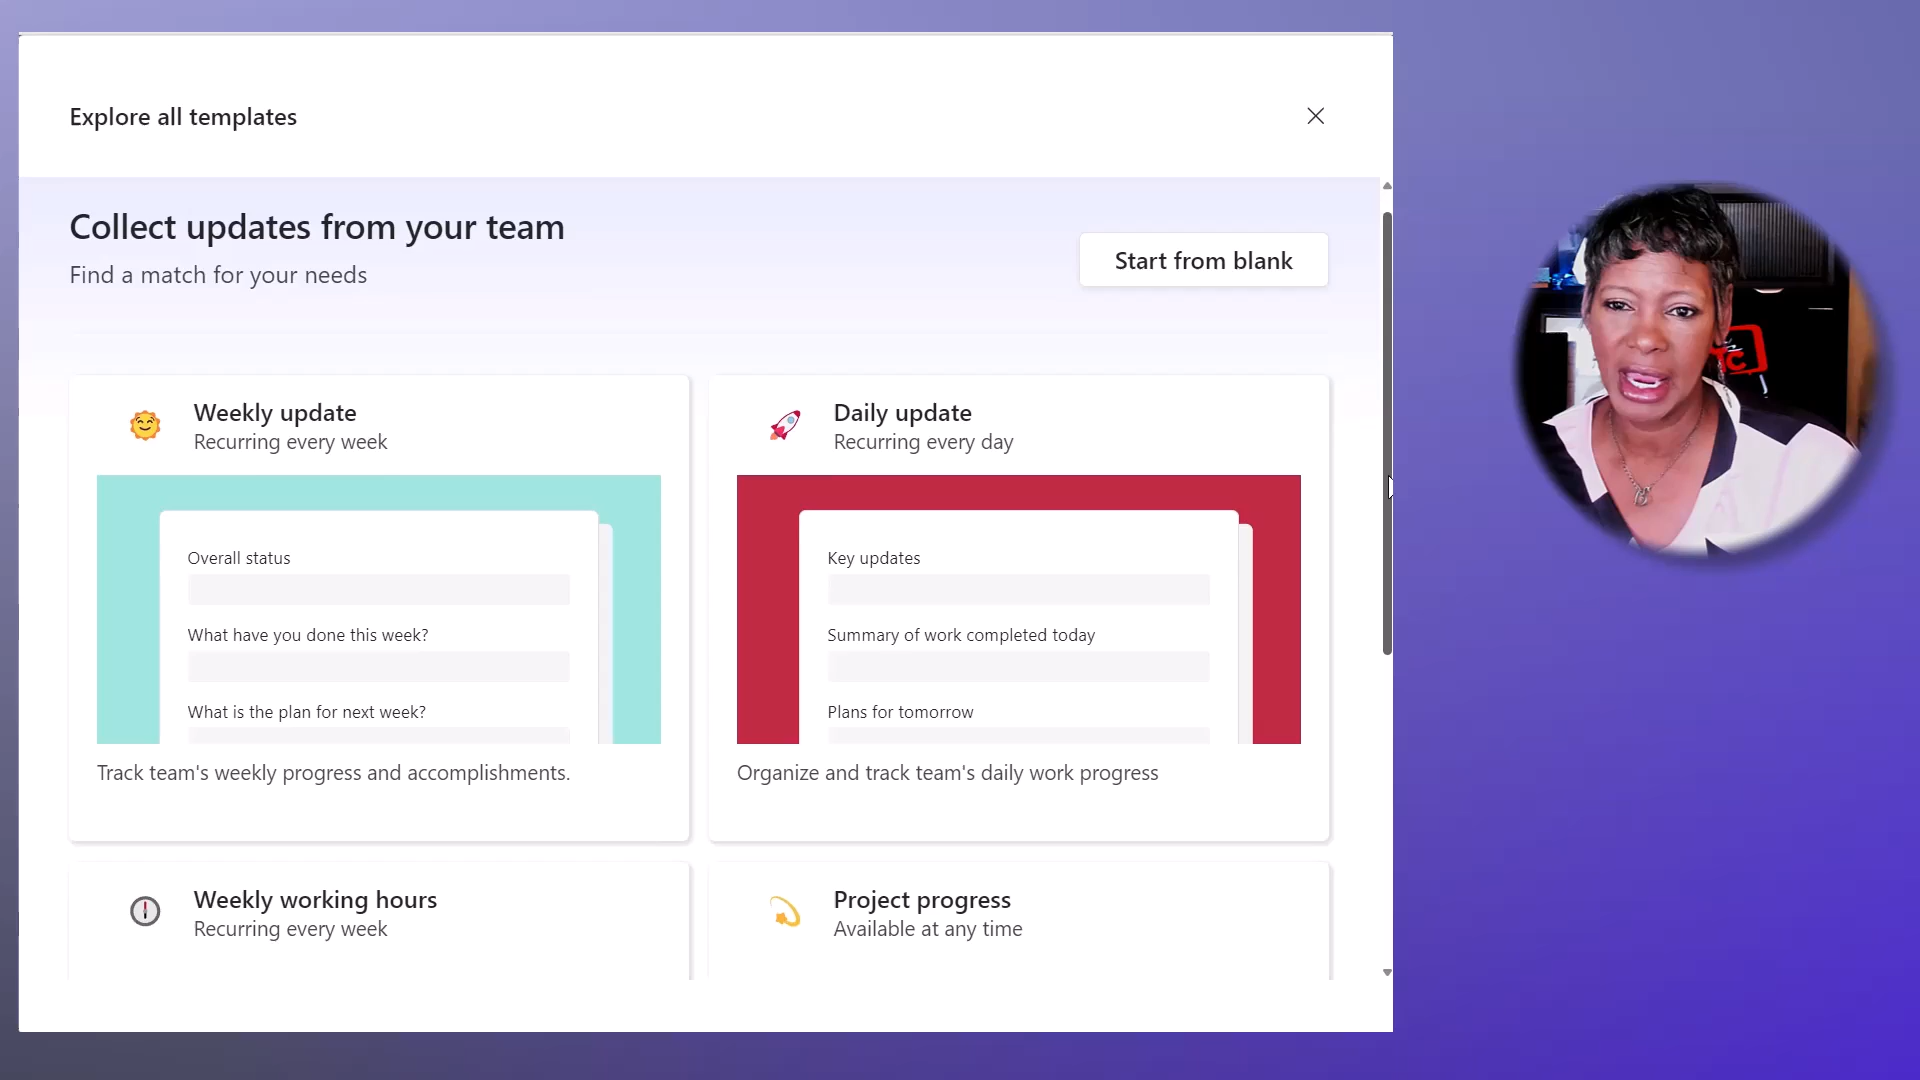 Explore all templates
Collect updates from your team
Find a match for your needs
Start from blank
Weekly update
Recurring every week
Overall status
What have you done this week?
What is the plan for next week?
Track team's weekly progress and accomplishments.
Daily update
Recurring every day
Key updates
Summary of work completed today
Plans for tomorrow
Organize and track team's daily work progress
Weekly working hours
Recurring every week
Project progress
Available at any time